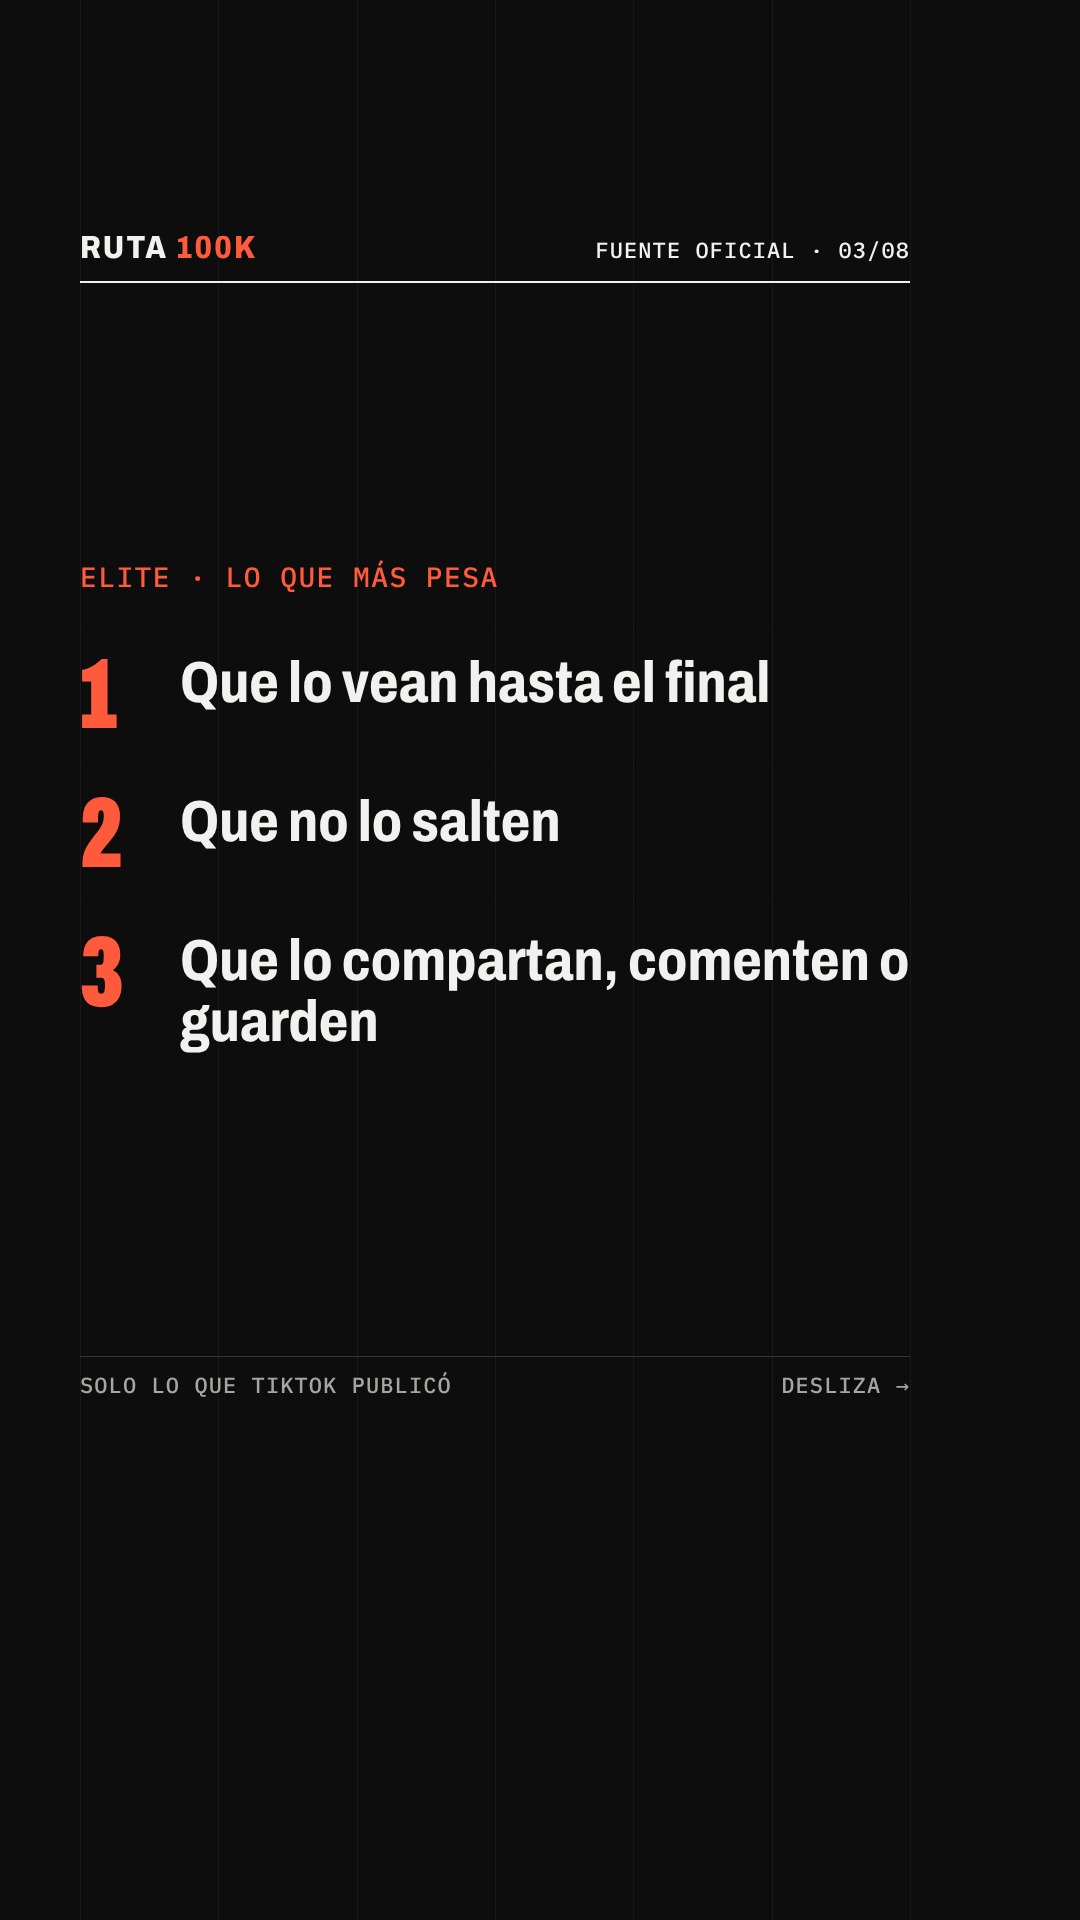 RUTA 100K
FUENTE OFICIAL · 03/08
ELITE · LO QUE MÁS PESA
1 Que lo vean hasta el final
2 Que no lo salten
3 Que lo compartan, comenten o
guarden
SOLO LO QUE TIKTOK PUBLICÓ
DESLIZA →